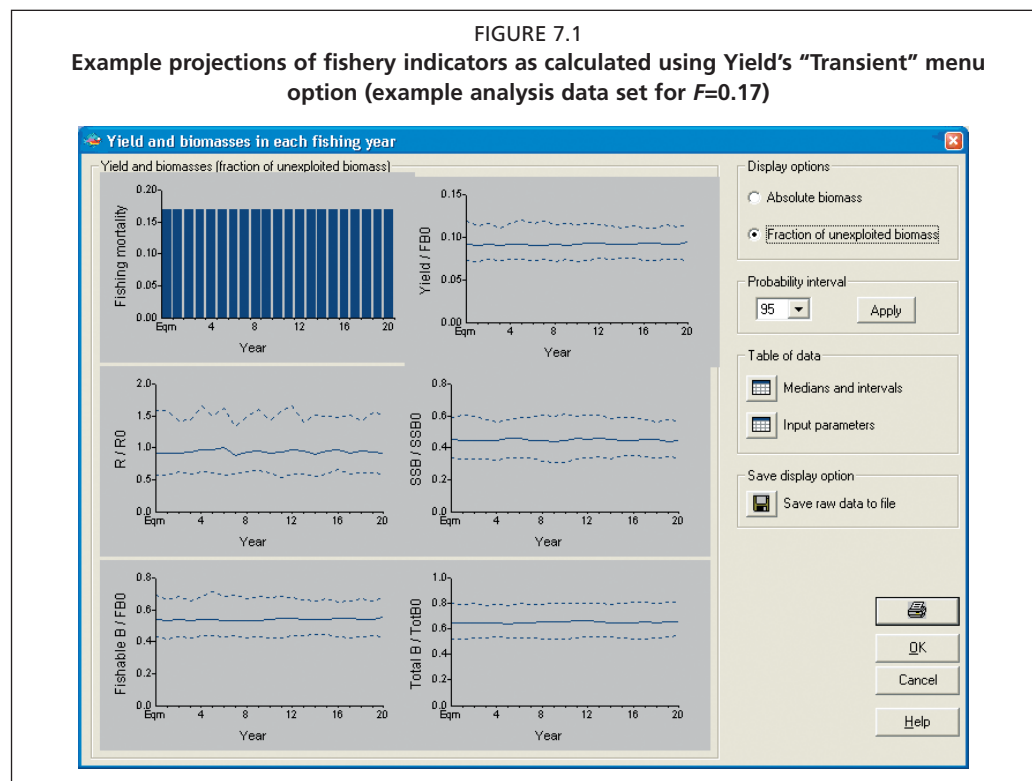 FIGURE 7.1
Example projections of fishery indicators as calculated using Yield's “Transient” menu
option (example analysis data set for F=0.17)
Yield and biomasses in each fishing year
Yield and biomasses (fraction of unexploited biomass)
Fishing mortality
0.20
0.15
0.10
0.05
0.00
Eqm 4 8 12 16 20
Year
Yield / FB0
0.15
0.10
0.05
0.00
Eqm 4 8 12 16 20
Year
R / R0
2.0
1.5
1.0
0.5
0.0
Eqm 4 8 12 16 20
Year
SSB / SSB0
0.8
0.6
0.4
0.2
0.0
Eqm 4 8 12 16 20
Year
Fishable B / FB0
0.8
0.6
0.4
0.2
0.0
Eqm 4 8 12 16 20
Year
Total B / TotB0
1.0
0.8
0.6
0.4
0.2
0.0
Eqm 4 8 12 16 20
Year
Display options
Absolute biomass
Fraction of unexploited biomass
Probability interval
95
Apply
Table of data
Medians and intervals
Input parameters
Save display option
Save raw data to file
OK
Cancel
Help